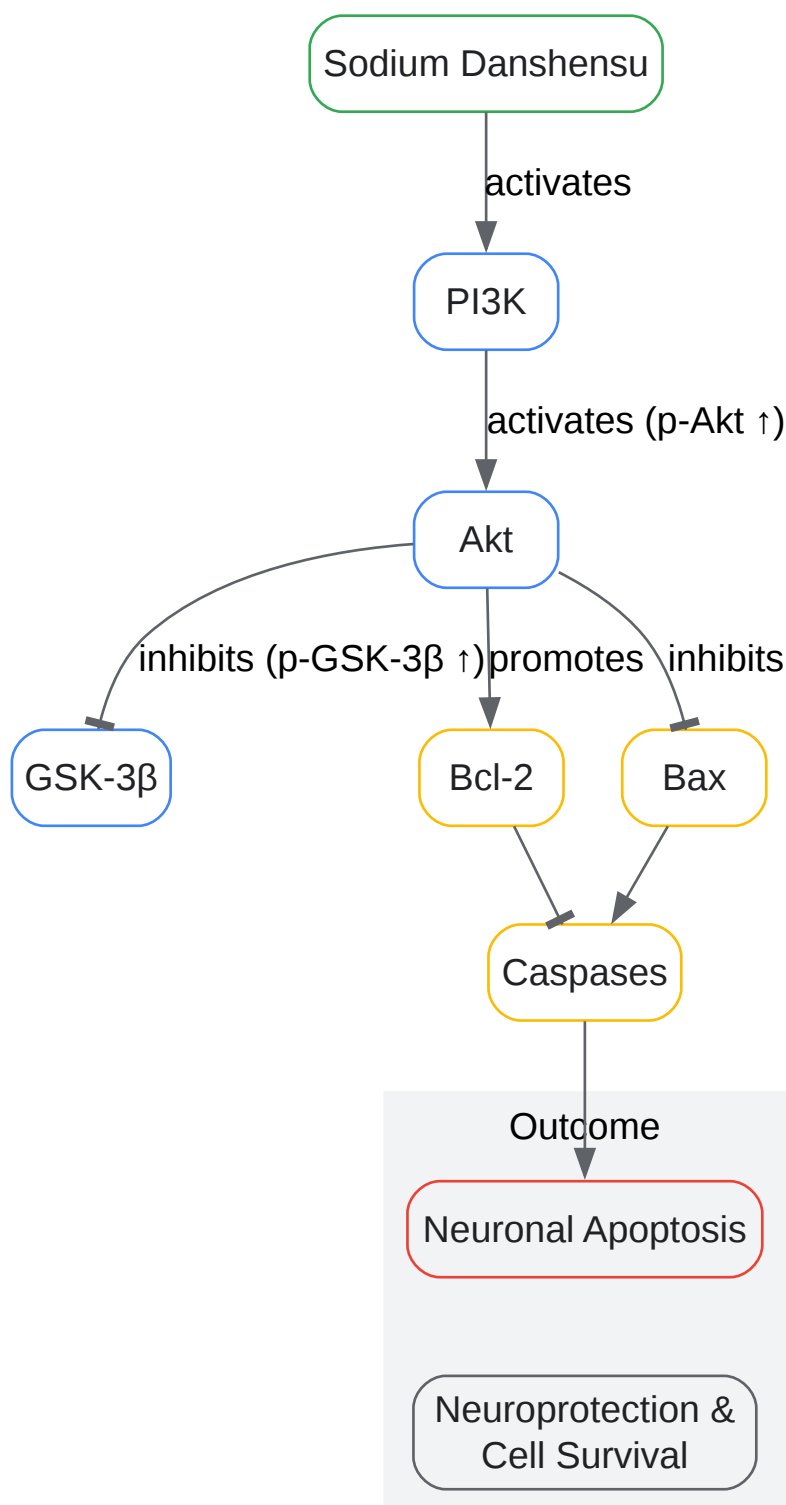 Sodium Danshensu
activates
PI3K
activates (p-Akt ↑)
Akt
inhibits (p-GSK-3β ↑)
promotes
inhibits
GSK-3β
Bcl-2
Bax
Caspases
Outcome
Neuronal Apoptosis
Neuroprotection &
Cell Survival